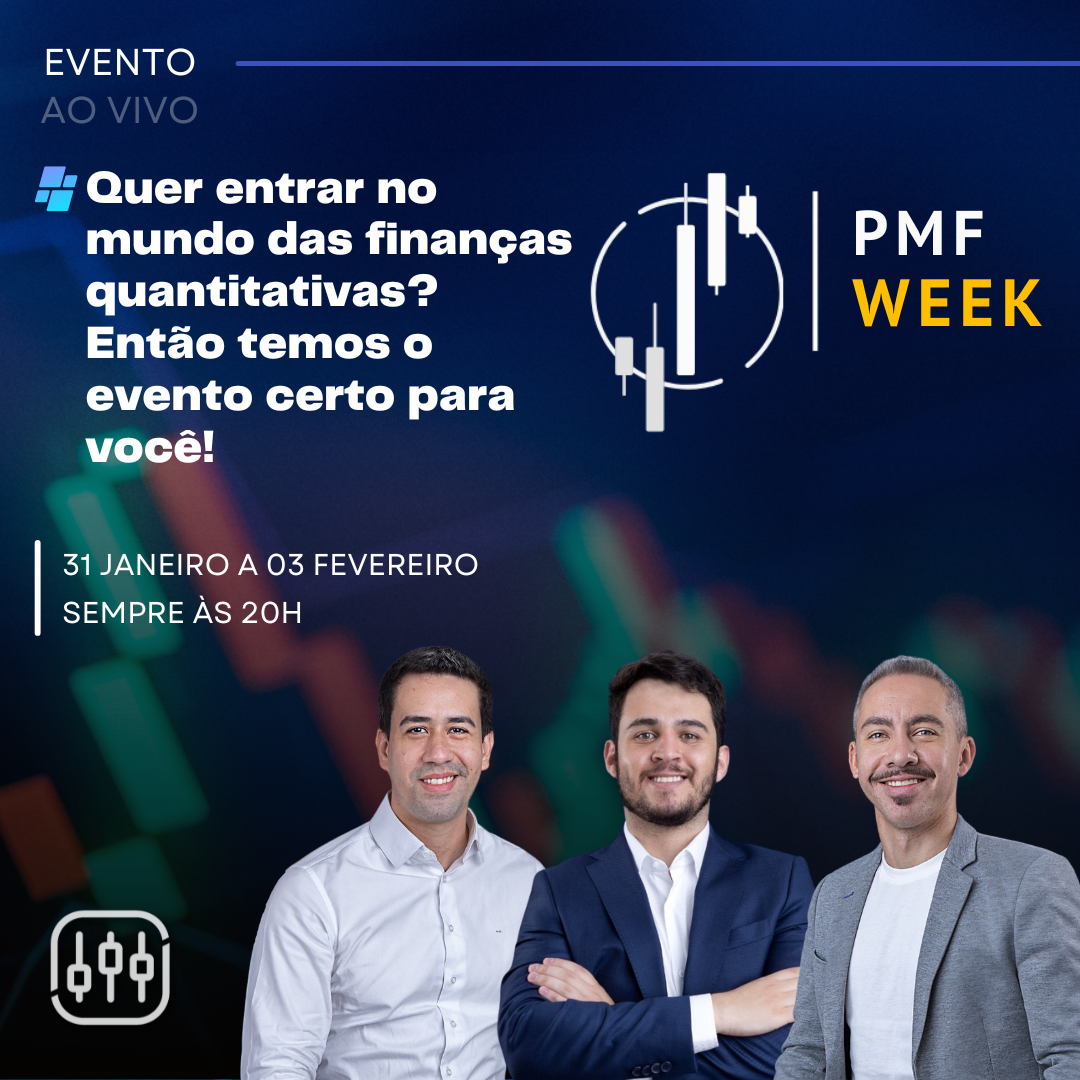 EVENTO
AO VIVO
Quer entrar no
mundo das finanças
quantitativas?
Então temos o
evento certo para
você!
PMF
WEEK
31 JANEIRO A 03 FEVEREIRO
SEMPRE ÀS 20H